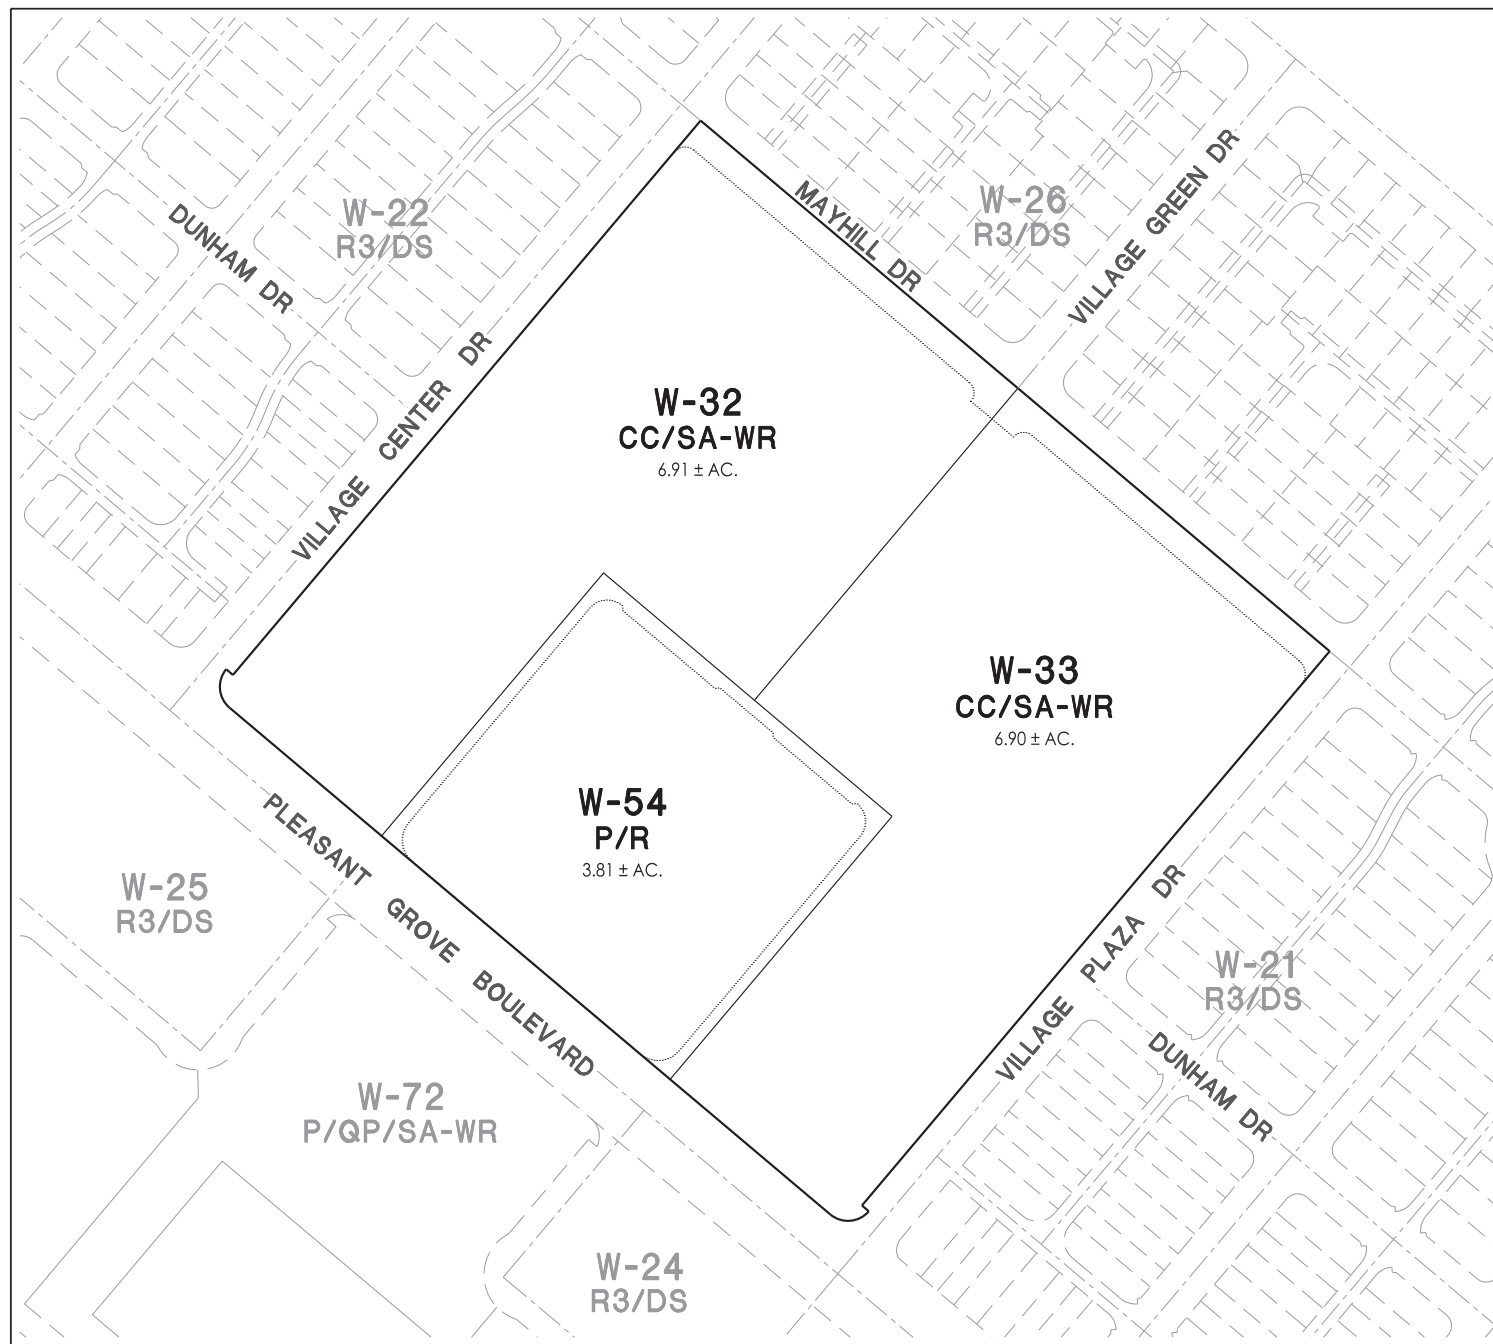 W-22
R3/DS
DUNHAM DR
MAYHILL DR
W-26
R3/DS
VILLAGE GREEN DR
VILLAGE CENTER DR
W-32
CC/SA-WR
6.91 ± AC.
W-33
CC/SA-WR
6.90 ± AC.
W-54
P/R
3.81 ± AC.
PLEASANT GROVE BOULEVARD
W-25
R3/DS
VILLAGE PLAZA DR
W-21
R3/DS
DUNHAM DR
W-72
P/QP/SA-WR
W-24
R3/DS